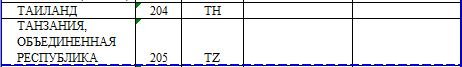 ТАИЛАНД 204 TH
ТАНЗАНИЯ,
ОБЪЕДИНЕННАЯ
РЕСПУБЛИКА 205 TZ